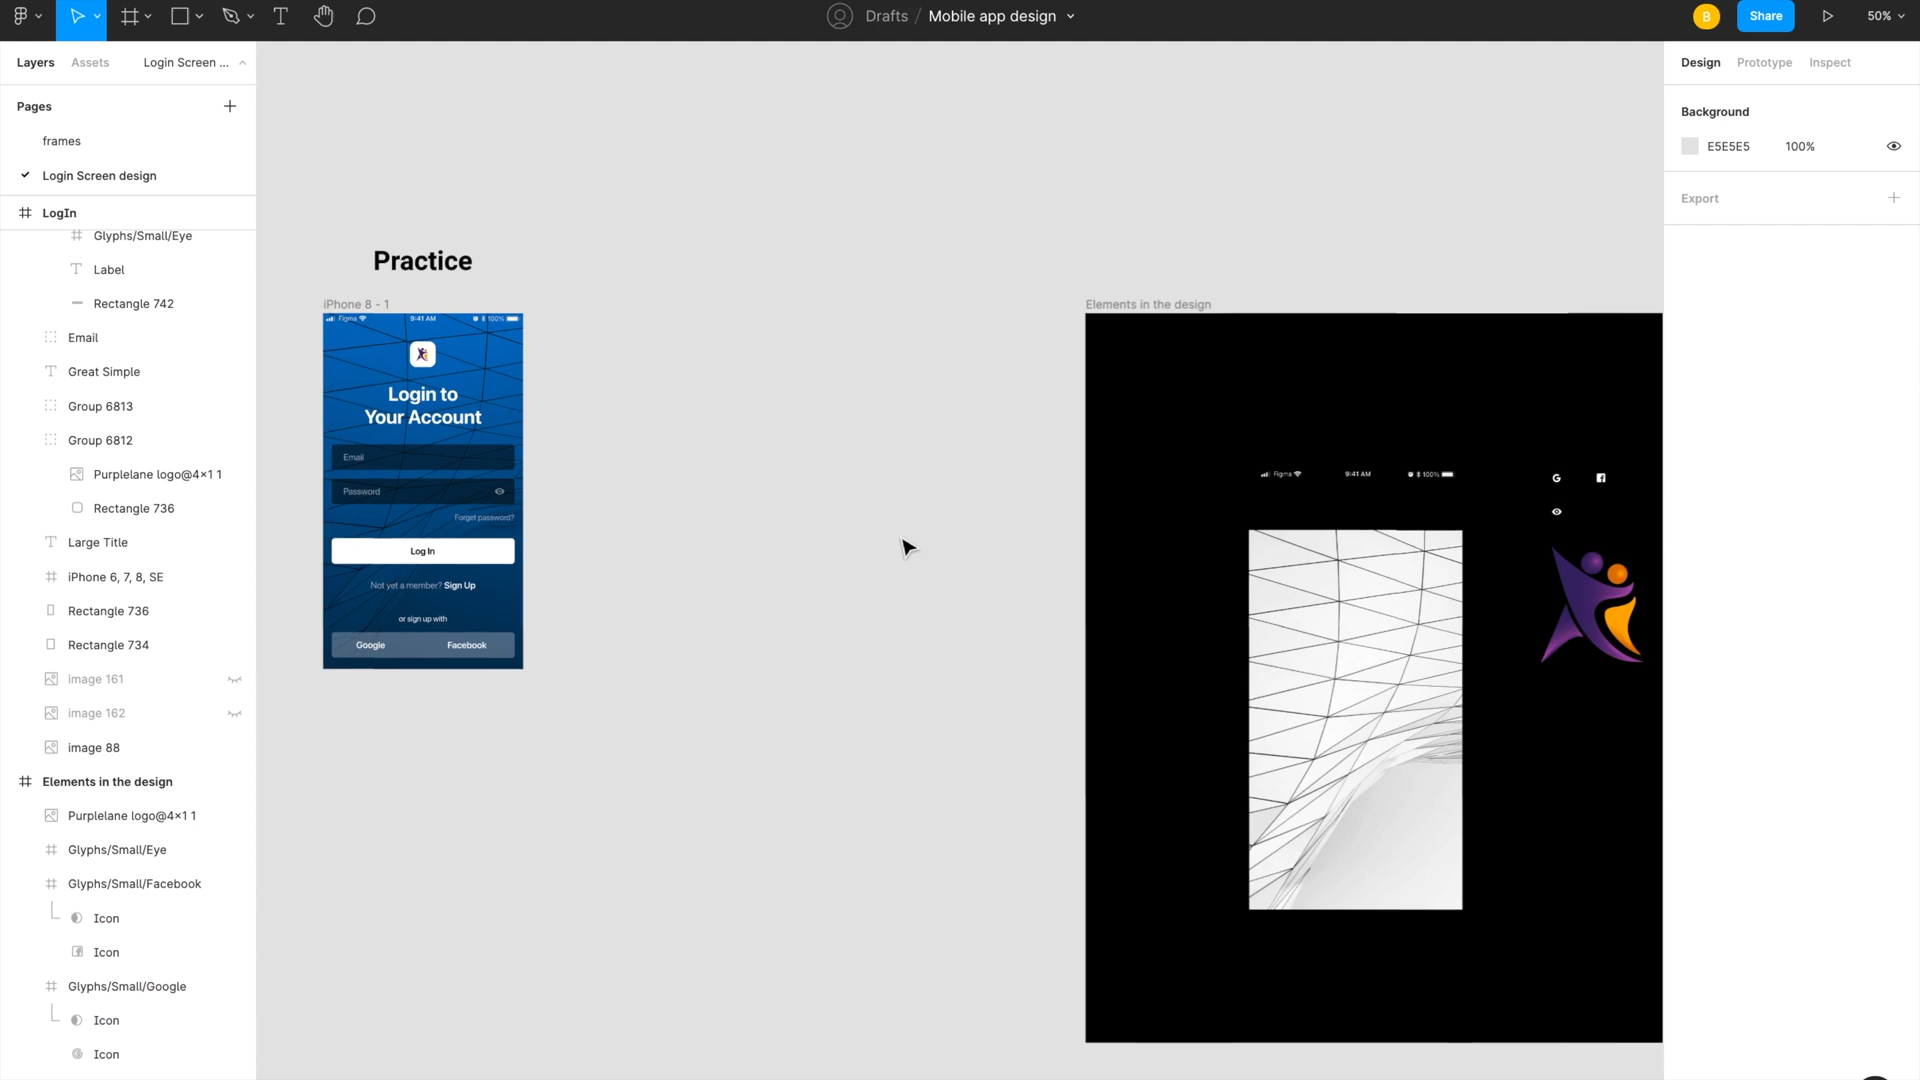 Drafts / Mobile app design
B
Share
50%
Layers
Assets
Login Screen ...
Pages
frames
Login Screen design
LogIn
Glyphs/Small/Eye
Label
Rectangle 742
Email
Great Simple
Group 6813
Group 6812
Purplelane logo@4×1 1
Rectangle 736
Large Title
iPhone 6, 7, 8, SE
Rectangle 736
Rectangle 734
image 161
image 162
image 88
Elements in the design
Purplelane logo@4×1 1
Glyphs/Small/Eye
Glyphs/Small/Facebook
Icon
Icon
Glyphs/Small/Google
Icon
Icon
Practice
iPhone 8 - 1
Figma 9:41 AM 100%
Login to
Your Account
Email
Password
Forget password?
Log In
Not yet a member? Sign Up
or sign up with
Google Facebook
Elements in the design
Figma 9:41 AM 100%
G
Design
Prototype
Inspect
Background
E5E5E5 100%
Export